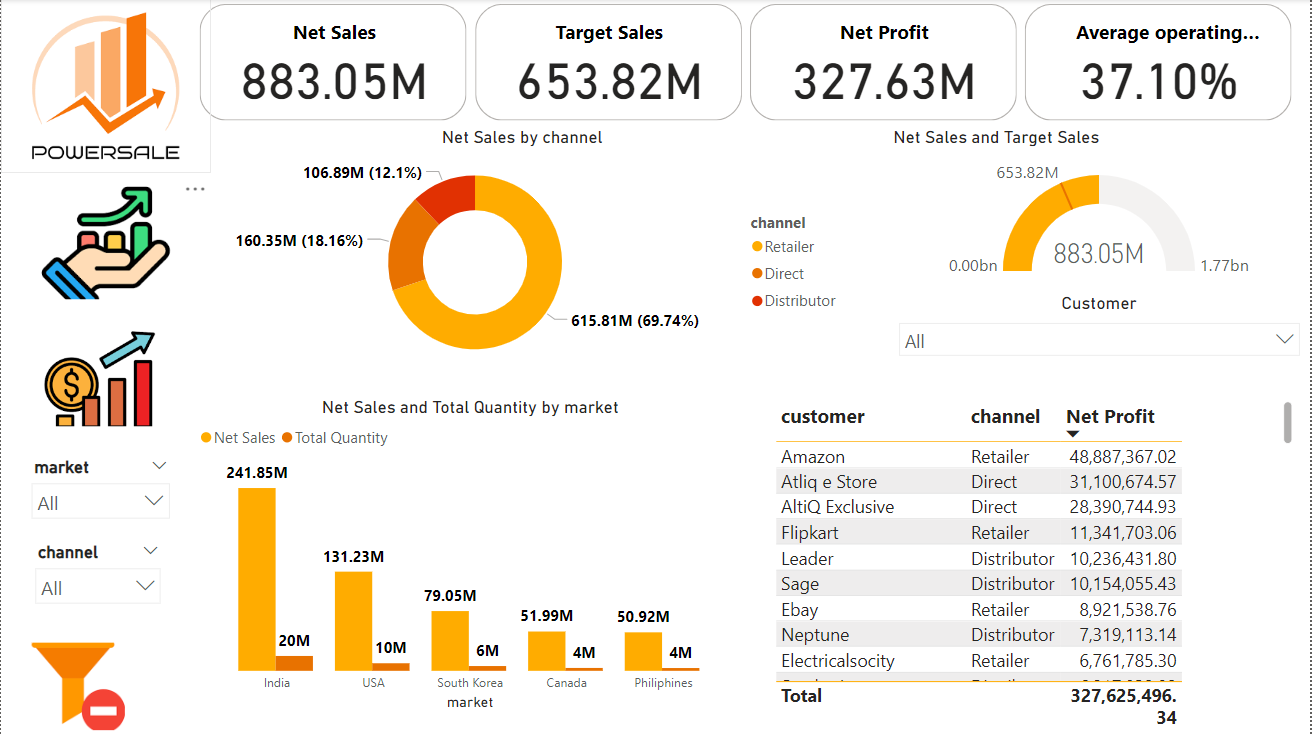 POWERSALE
Net Sales
883.05M
Target Sales
653.82M
Net Profit
327.63M
Average operating...
37.10%
Net Sales by channel
106.89M (12.1%)
160.35M (18.16%)
615.81M (69.74%)
channel
Retailer
Direct
Distributor
Net Sales and Target Sales
653.82M
0.00bn
883.05M
1.77bn
Customer
All
$
market
All
channel
All
Net Sales and Total Quantity by market
Net Sales Total Quantity
241.85M
131.23M
79.05M
51.99M
50.92M
20M
10M
6M
4M
4M
India USA South Korea Canada Philiphines
market
customer channel Net Profit
Amazon Retailer 48,887,367.02
Atliq e Store Direct 31,100,674.57
AltiQ Exclusive Direct 28,390,744.93
Flipkart Retailer 11,341,703.06
Leader Distributor 10,236,431.80
Sage Distributor 10,154,055.43
Ebay Retailer 8,921,538.76
Neptune Distributor 7,319,113.14
Electricalsocity Retailer 6,761,785.30
Total 327,625,496.
34